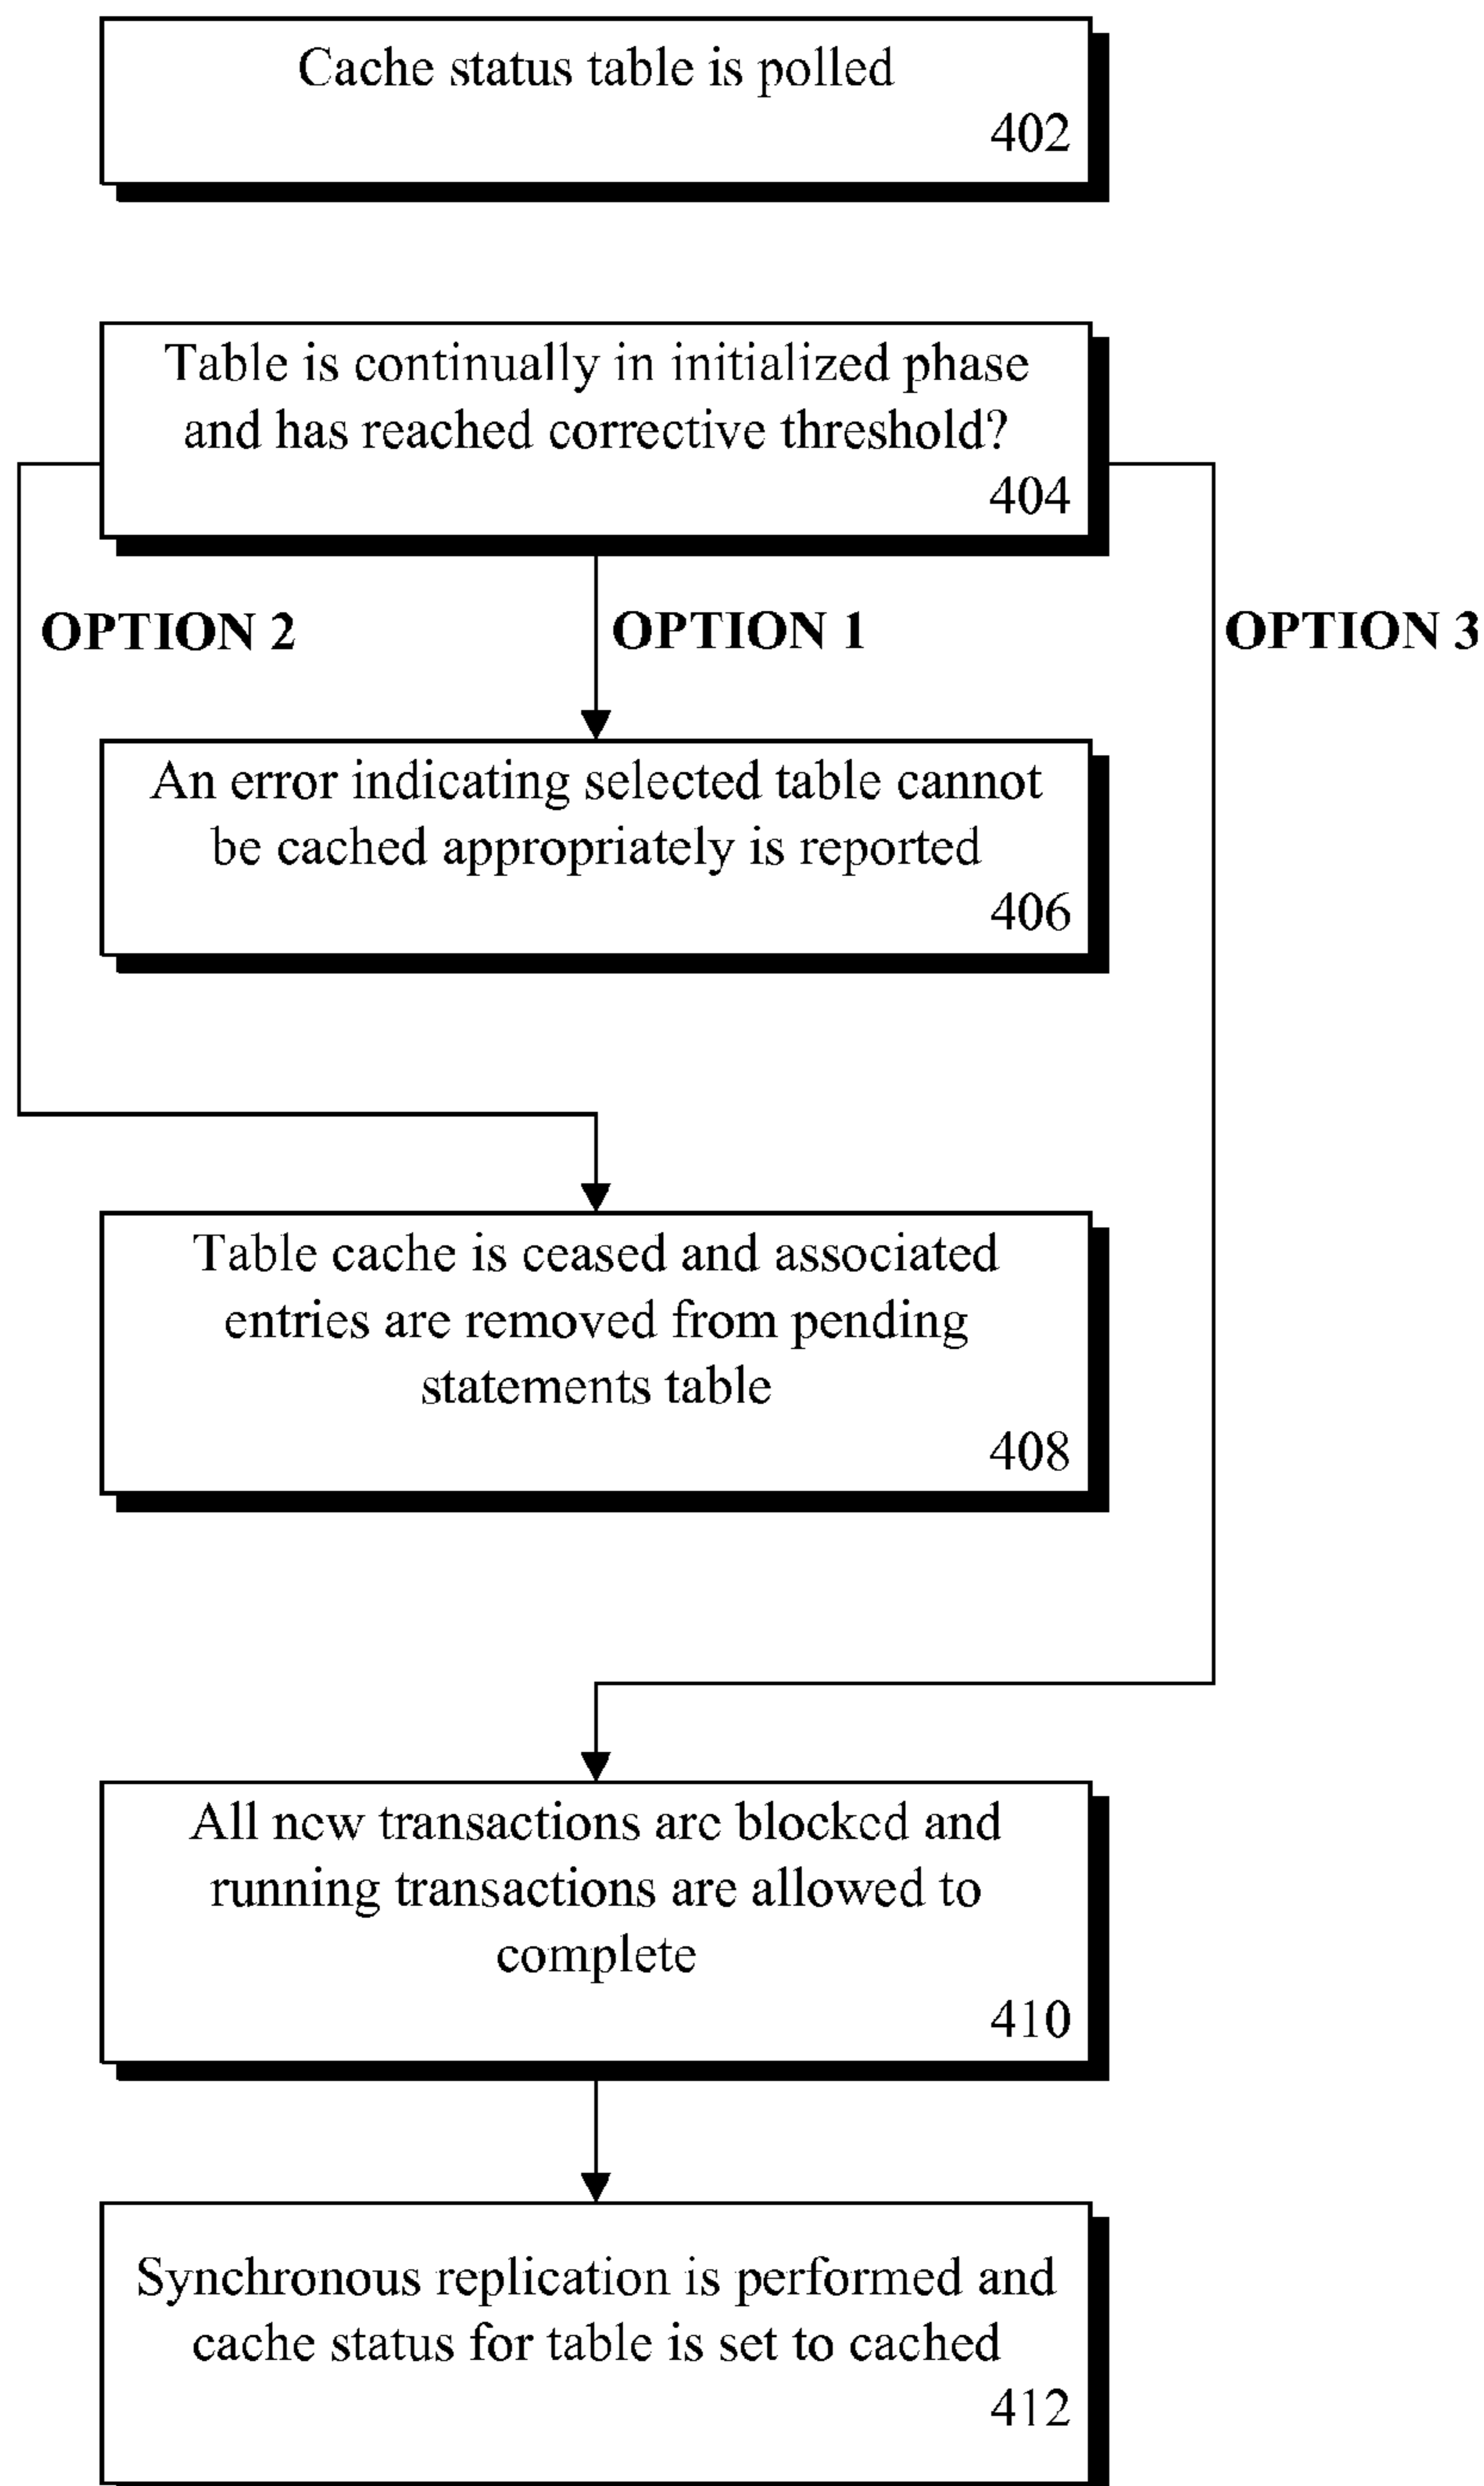 Cache status table is polled
402
Table is continually in initialized phase
and has reached corrective threshold?
404
OPTION 2
OPTION 1
OPTION 3
An error indicating selected table cannot
be cached appropriately is reported
406
Table cache is ceased and associated
entries are removed from pending
statements table
408
All new transactions are blocked and
running transactions are allowed to
complete
410
Synchronous replication is performed and
cache status for table is set to cached
412